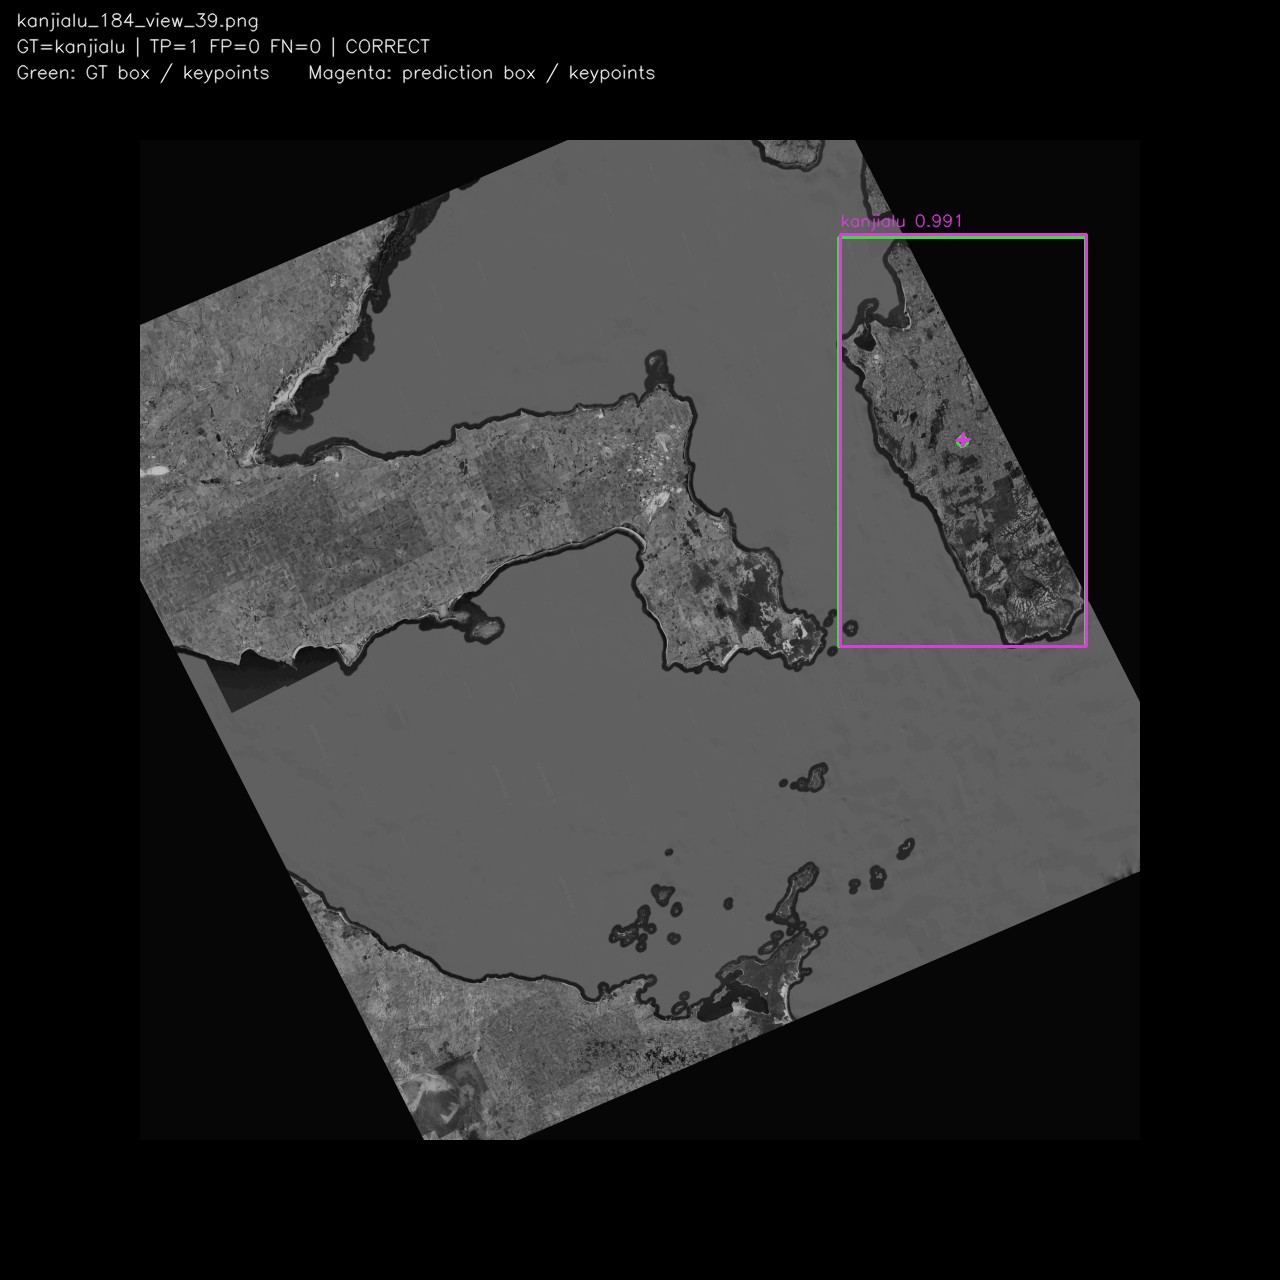 kanjialu_184_view_39.png
GT=kanjialu | TP=1 FP=0 FN=0 | CORRECT
Green: GT box / keypoints    Magenta: prediction box / keypoints
kanjialu 0.991